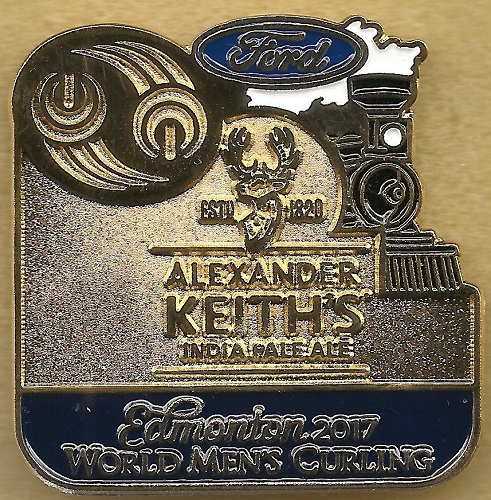 Ford
ESTD 1820
ALEXANDER
KEITH'S
INDIA PALE ALE
Edmonton 2017
WORLD MEN'S CURLING